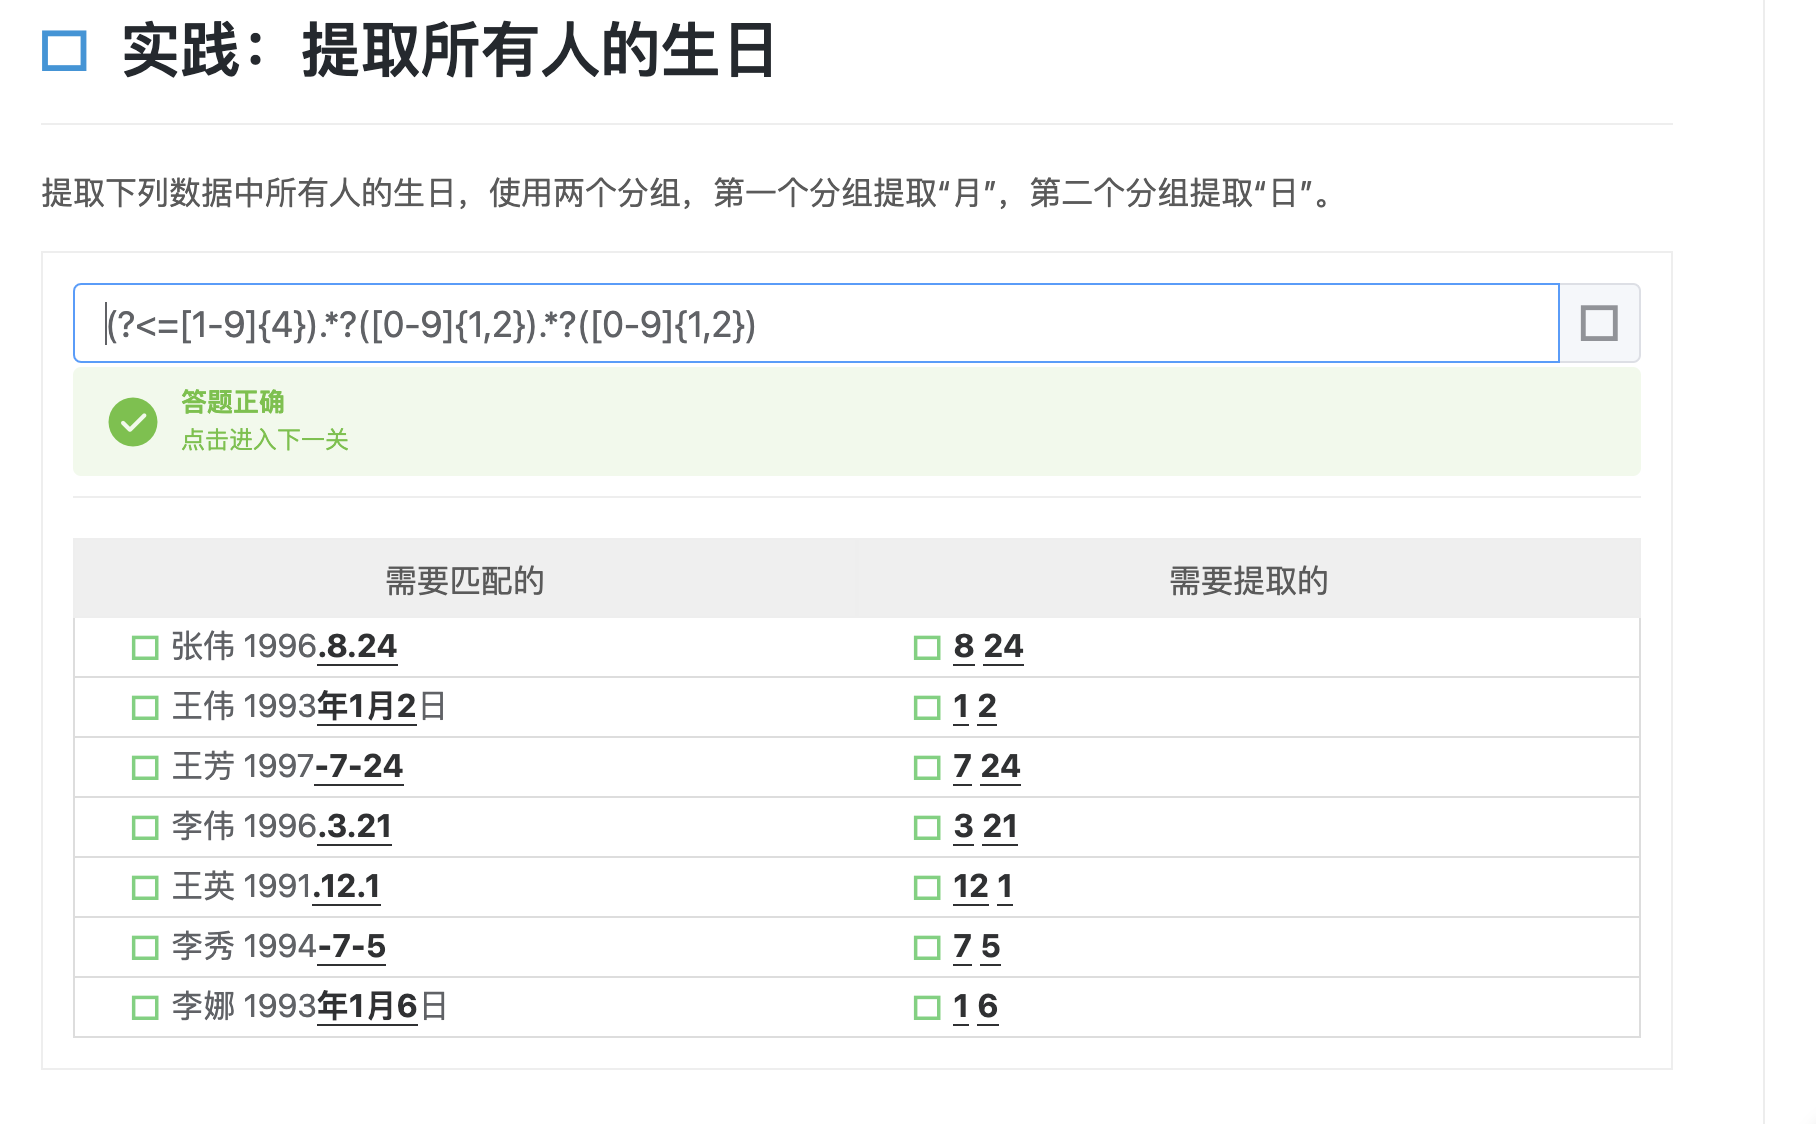 实践：提取所有人的生日
提取下列数据中所有人的生日，使用两个分组，第一个分组提取“月”，第二个分组提取“日”。
(?<=[1-9]{4}).*?([0-9]{1,2}).*?([0-9]{1,2})
答题正确
点击进入下一关
需要匹配的 需要提取的
张伟 1996.8.24 8 24
王伟 1993年1月2日 1 2
王芳 1997-7-24 7 24
李伟 1996.3.21 3 21
王英 1991.12.1 12 1
李秀 1994-7-5 7 5
李娜 1993年1月6日 1 6